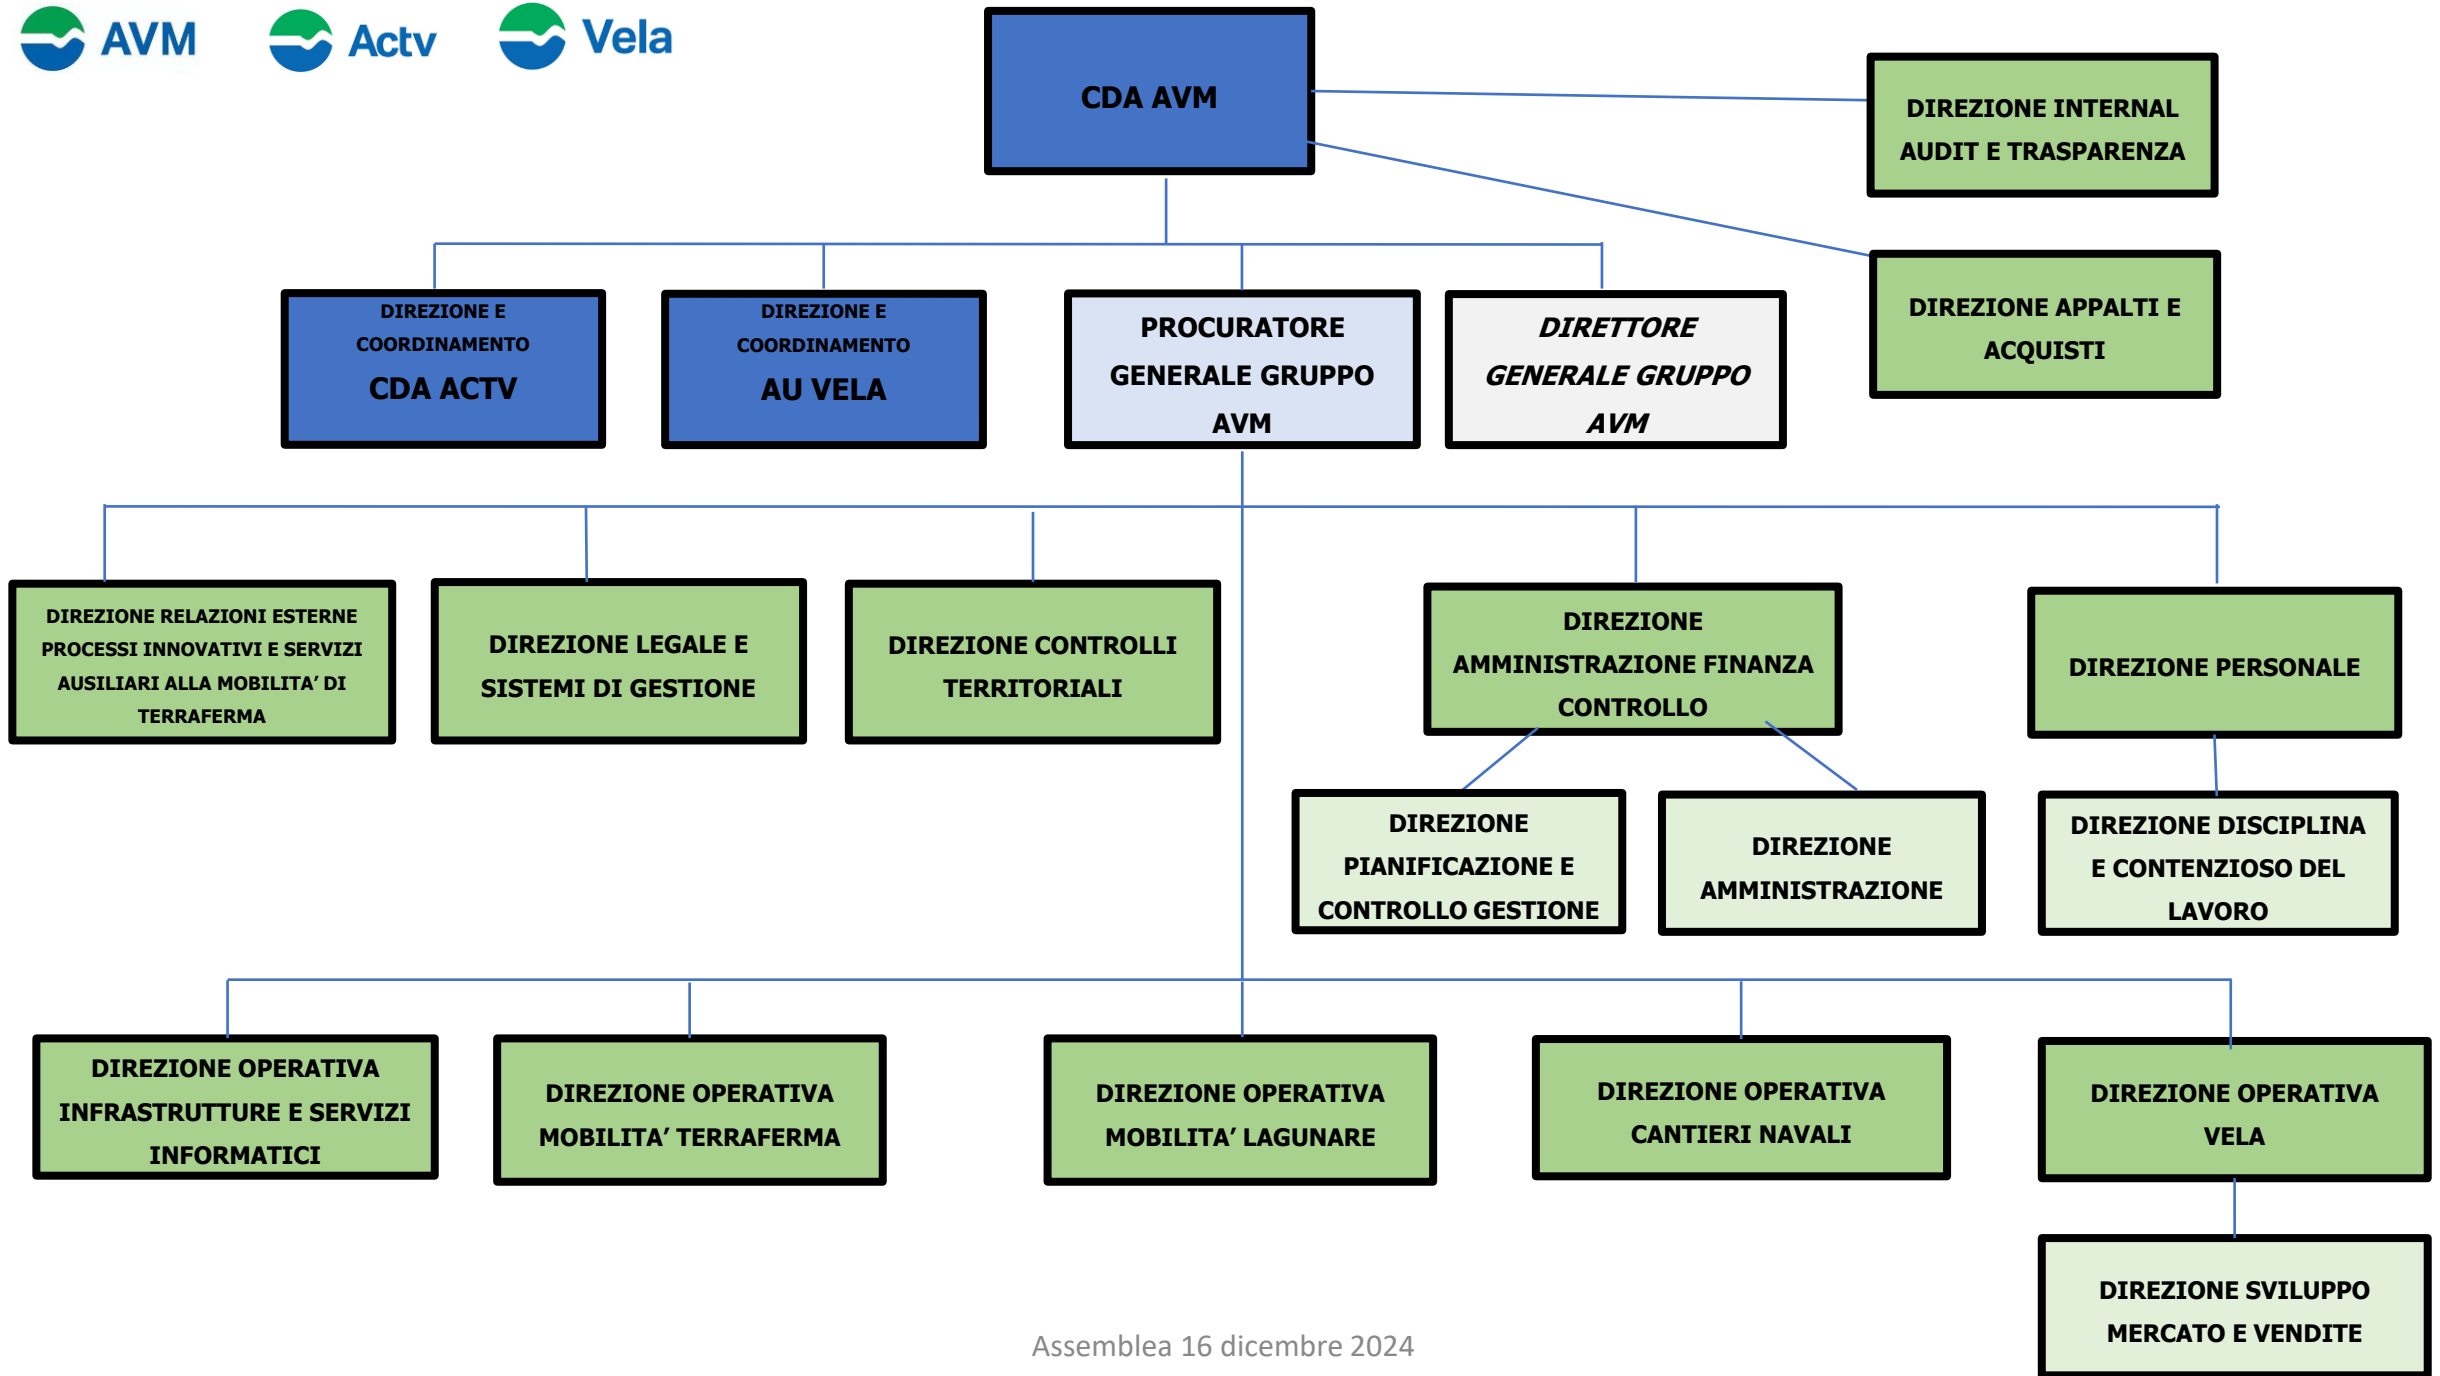 AVM
Actv
Vela
CDA AVM
DIREZIONE INTERNAL
AUDIT E TRASPARENZA
DIREZIONE APPALTI E
ACQUISTI
DIREZIONE E
COORDINAMENTO
CDA ACTV
DIREZIONE E
COORDINAMENTO
AU VELA
PROCURATORE
GENERALE GRUPPO
AVM
DIRETTORE
GENERALE GRUPPO
AVM
DIREZIONE RELAZIONI ESTERNE
PROCESSI INNOVATIVI E SERVIZI
AUSILIARI ALLA MOBILITA’ DI
TERRAFERMA
DIREZIONE LEGALE E
SISTEMI DI GESTIONE
DIREZIONE CONTROLLI
TERRITORIALI
DIREZIONE
AMMINISTRAZIONE FINANZA
CONTROLLO
DIREZIONE PERSONALE
DIREZIONE
PIANIFICAZIONE E
CONTROLLO GESTIONE
DIREZIONE
AMMINISTRAZIONE
DIREZIONE DISCIPLINA
E CONTENZIOSO DEL
LAVORO
DIREZIONE OPERATIVA
INFRASTRUTTURE E SERVIZI
INFORMATICI
DIREZIONE OPERATIVA
MOBILITA’ TERRAFERMA
DIREZIONE OPERATIVA
MOBILITA’ LAGUNARE
DIREZIONE OPERATIVA
CANTIERI NAVALI
DIREZIONE OPERATIVA
VELA
DIREZIONE SVILUPPO
MERCATO E VENDITE
Assemblea 16 dicembre 2024